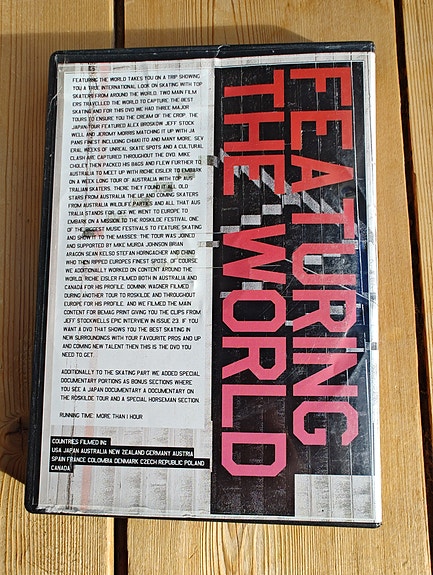 FEATURING THE WORLD TAKES YOU ON A TRIP SHOWING
YOU A TRUE INTERNATIONAL LOOK ON SKATING WITH TOP
SKATERS FROM AROUND THE WORLD. TWO MAIN FILM
ERS TRAVELLED THE WORLD TO CAPTURE THE BEST
SKATING AND FOR THIS DVD WE HAD THREE MAJOR
TOURS TO ENSURE YOU THE CREAM OF THE CROP. THE
JAPAN TOUR FEATURED ALEX BROSKOW JEFF STOCK
WELL AND JEREMY MORRIS MATCHING IT UP WITH JA
PANS FINEST INCLUDING CHIAKI ITO AND MANY MORE. SEV
ERAL WEEKS OF UNREAL SKATE SPOTS AND A CULTURAL
CLASH ARE CAPTURED THROUGHOUT THE DVD. MIKE
CHOLEY THEN PACKED HIS BAGS AND FLEW FURTHER TO
AUSTRALIA TO MEET UP WITH RICHIE EISLER TO EMBARK
ON A WEEK LONG TOUR OF AUSTRALIA WITH TOP AUS
TRALIAN SKATERS. THERE THEY FOUND IT ALL OLD
STARS FROM AUSTRALIA THE UP AND COMING SKATERS
FROM AUSTRALIA WILDLIFE PARTIES AND ALL THAT AUS
TRALIA STANDS FOR. OFF WE WENT TO EUROPE TO
EMBARK ON A MISSION TO THE ROSKILDE FESTIVAL ONE
OF THE BIGGEST MUSIC FESTIVALS TO FEATURE SKATING
AND SHOW IT TO THE MASSES. THE TOUR WAS JOINED
AND SUPPORTED BY MIKE MURDA JOHNSON BRIAN
ARAGON SEAN KELSO STEFAN HORNGACHER AND CHINO
WHO THEN RIPPED EUROPES FINEST SPOTS. OF COURSE
WE ADDITIONALLY WORKED ON CONTENT AROUND THE
WORLD. RICHIE EISLER FILMED BOTH IN AUSTRALIA AND
CANADA FOR HIS PROFILE. DOMINIK WAGNER FILMED
DURING ANOTHER TOUR TO ROSKILDE AND THROUGHOUT
EUROPE FOR HIS PROFILE. AND WE FILMED THE MAIN
CONTENT FOR BEMAG PRINT GIVING YOU THE CLIPS FROM
JEFF STOCKWELLS EPIC INTERVIEW IN ISSUE 23. IF YOU
WANT A DVD THAT SHOWS YOU THE BEST SKATING IN
NEW SURROUNDINGS WITH YOUR FAVOURITE PROS AND UP
AND COMING NEW TALENT THEN THIS IS THE DVD YOU
NEED TO GET.
ADDITIONALLY TO THE SKATING PART WE ADDED SPECIAL
DOCUMENTARY PORTIONS AS BONUS SECTIONS WHERE
YOU SEE A JAPAN DOCUMENTARY A DOCUMENTARY ON
THE ROSKILDE TOUR AND A SPECIAL HORSEMAN SECTION.
RUNNING TIME: MORE THAN 1 HOUR
COUNTRIES FILMED IN:
USA JAPAN AUSTRALIA NEW ZEALAND GERMANY AUSTRIA
SPAIN FRANCE COLOMBIA DENMARK CZECH REPUBLIC POLAND
CANADA
FEATURING
THE WORLD